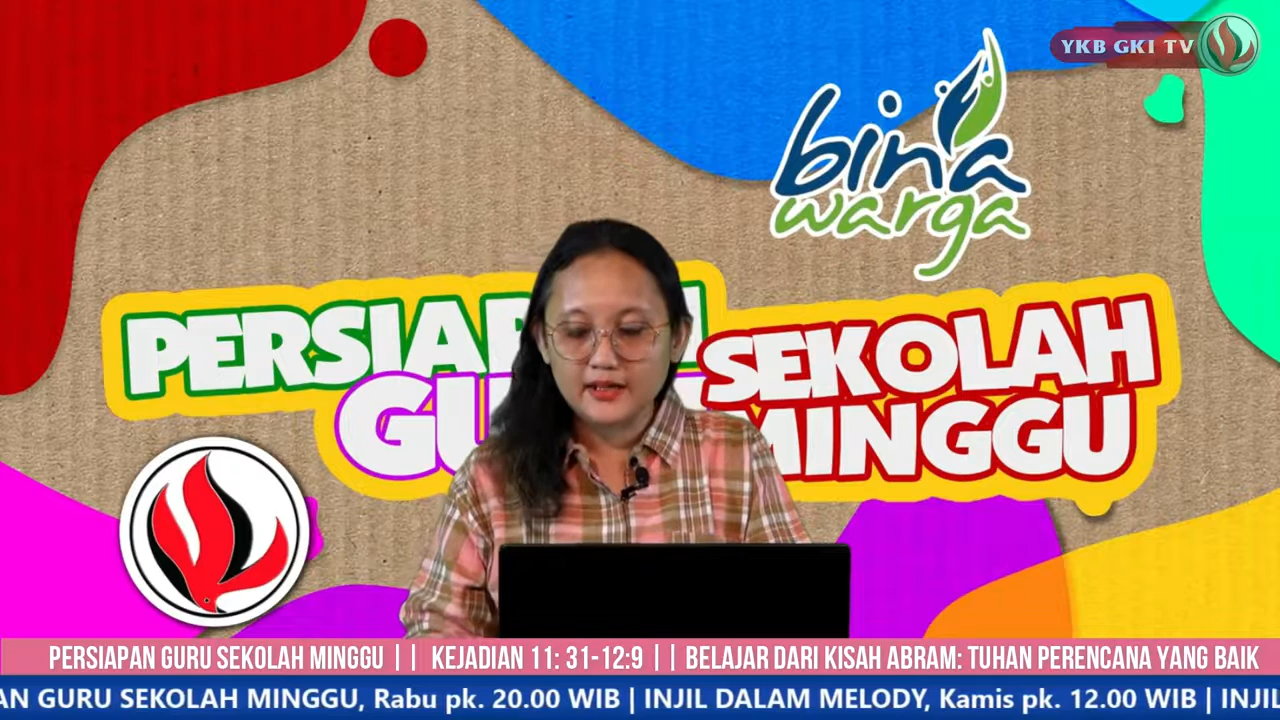 YKB GKI TV
bina
warga
PERSIAP
SEKOLAH
GU
MINGGU
PERSIAPAN GURU SEKOLAH MINGGU || KEJADIAN 11: 31-12:9 || BELAJAR DARI KISAH ABRAM: TUHAN PERENCANA YANG BAIK
AN GURU SEKOLAH MINGGU, Rabu pk. 20.00 WIB | INJIL DALAM MELODY, Kamis pk. 12.00 WIB | INJIL